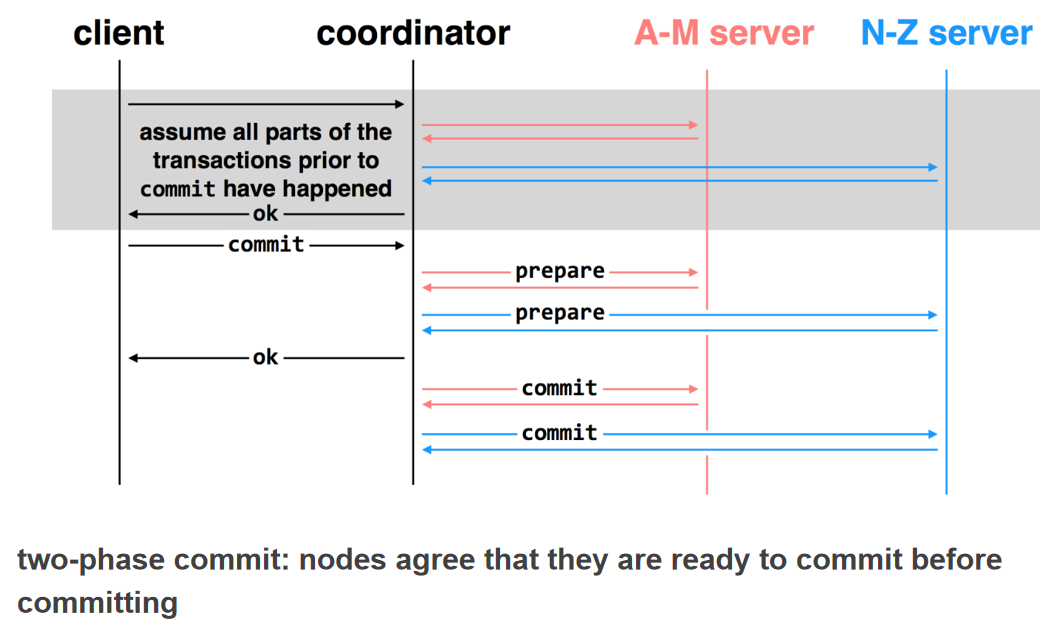 client coordinator A-M server N-Z server
assume all parts of the
transactions prior to
commit have happened
ok
commit
prepare
prepare
ok
commit
commit
two-phase commit: nodes agree that they are ready to commit before
committing